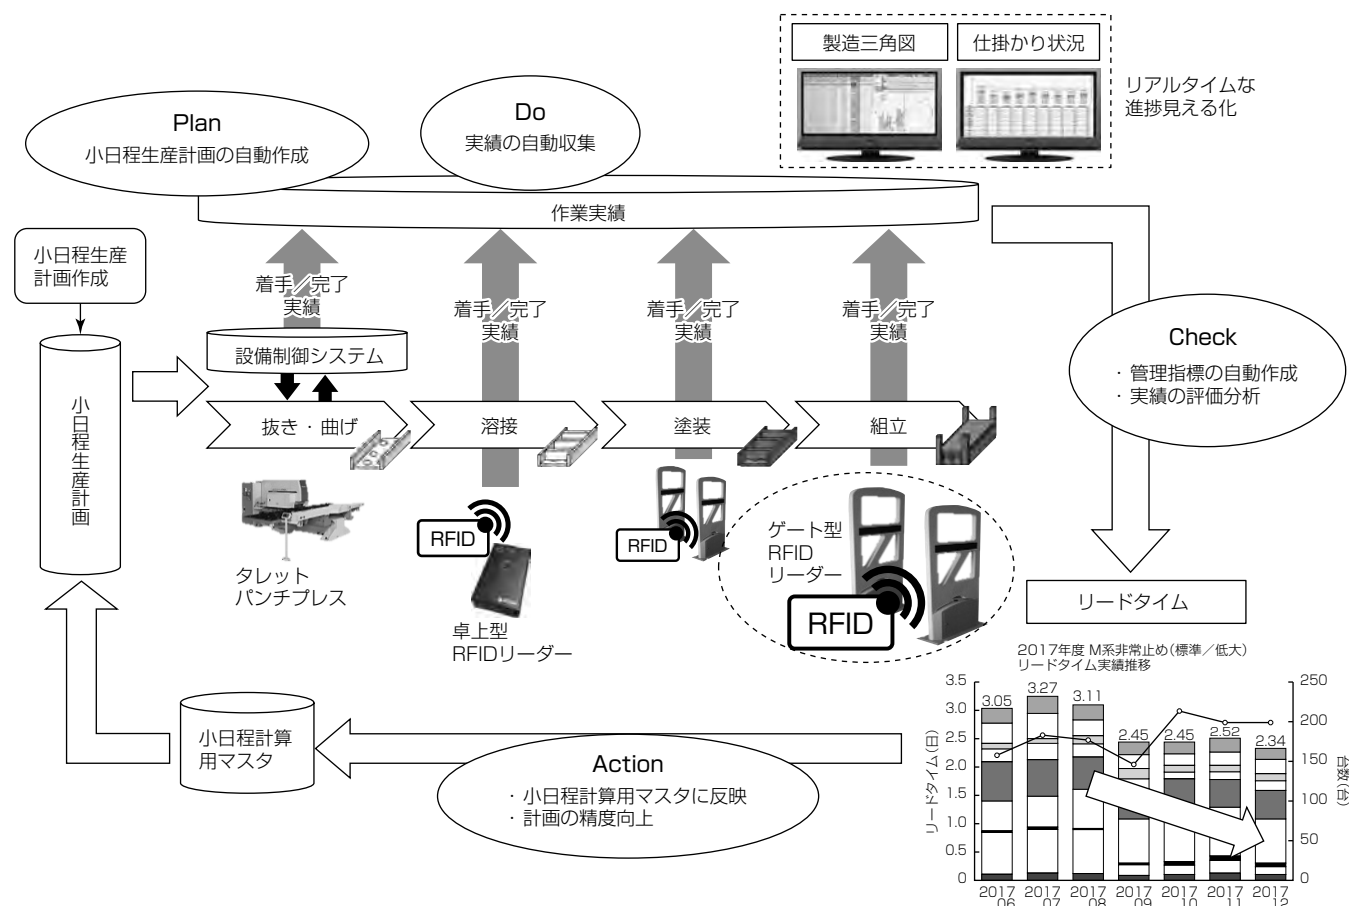 製造三角図
仕掛かり状況
リアルタイムな
進捗見える化
Plan
小日程生産計画の自動作成
Do
実績の自動収集
作業実績
小日程生産
計画作成
着手／完了
実績
着手／完了
実績
着手／完了
実績
着手／完了
実績
設備制御システム
小日程生産計画
抜き・曲げ
溶接
塗装
組立
Check
・管理指標の自動作成
・実績の評価分析
タレット
パンチプレス
RFID
卓上型
RFIDリーダー
RFID
ゲート型
RFID
リーダー
RFID
リードタイム
2017年度 M系非常止め（標準／低大）
リードタイム実績推移
小日程計算
用マスタ
Action
・小日程計算用マスタに反映
・計画の精度向上
リードタイム（日）
3.5
3.0
2.5
2.0
1.5
1.0
0.5
0
3.05
3.27
3.11
2.45
2.45
2.52
2.34
250
200
150
100
50
0
台数（台）
2017
06
2017
07
2017
08
2017
09
2017
10
2017
11
2017
12